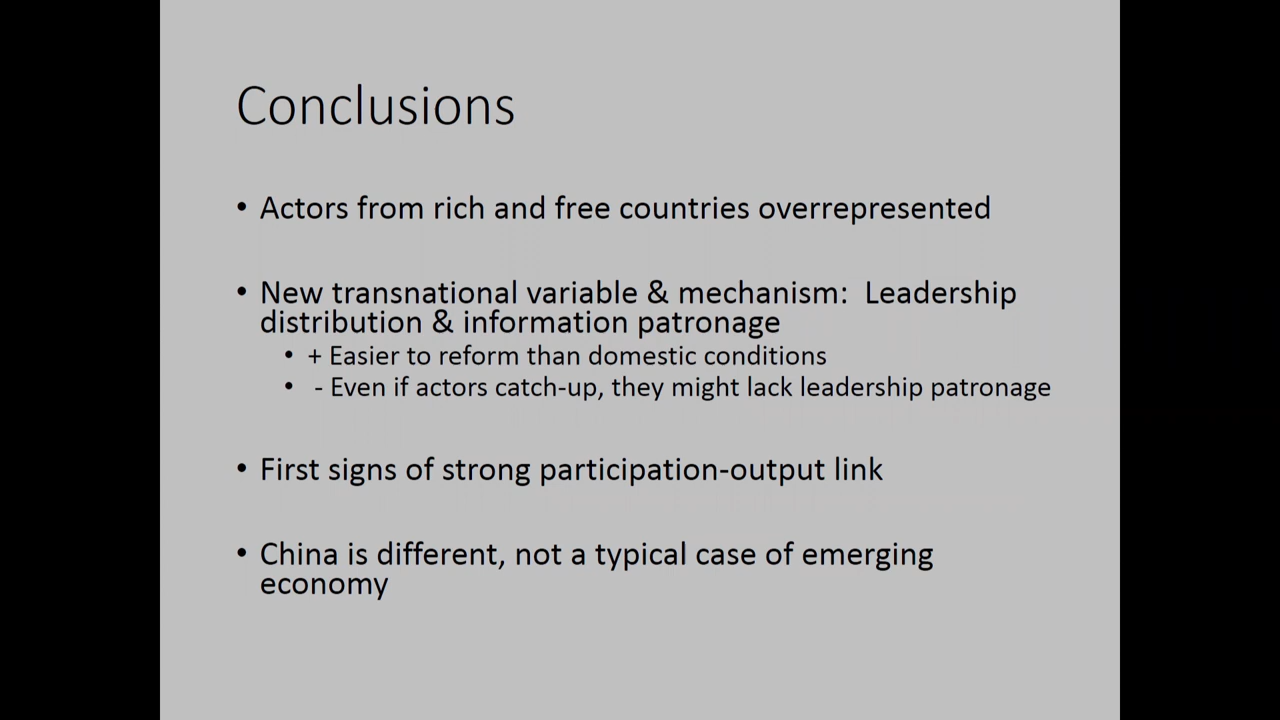 Conclusions
• Actors from rich and free countries overrepresented
• New transnational variable & mechanism:  Leadership
distribution & information patronage
• + Easier to reform than domestic conditions
• - Even if actors catch-up, they might lack leadership patronage
• First signs of strong participation-output link
• China is different, not a typical case of emerging
economy